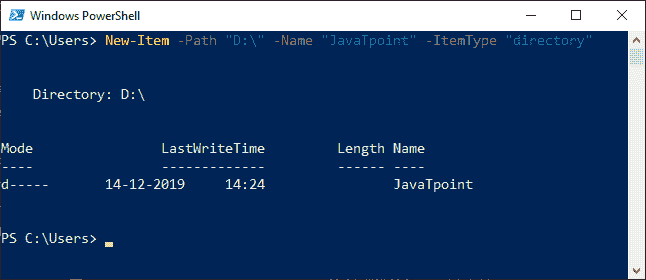 Windows PowerShell
PS C:\Users> New-Item -Path "D:\" -Name "JavaTpoint" -ItemType "directory"
Directory: D:\
Mode LastWriteTime Length Name
---- ------------- ------ ----
d----- 14-12-2019 14:24 JavaTpoint
PS C:\Users>